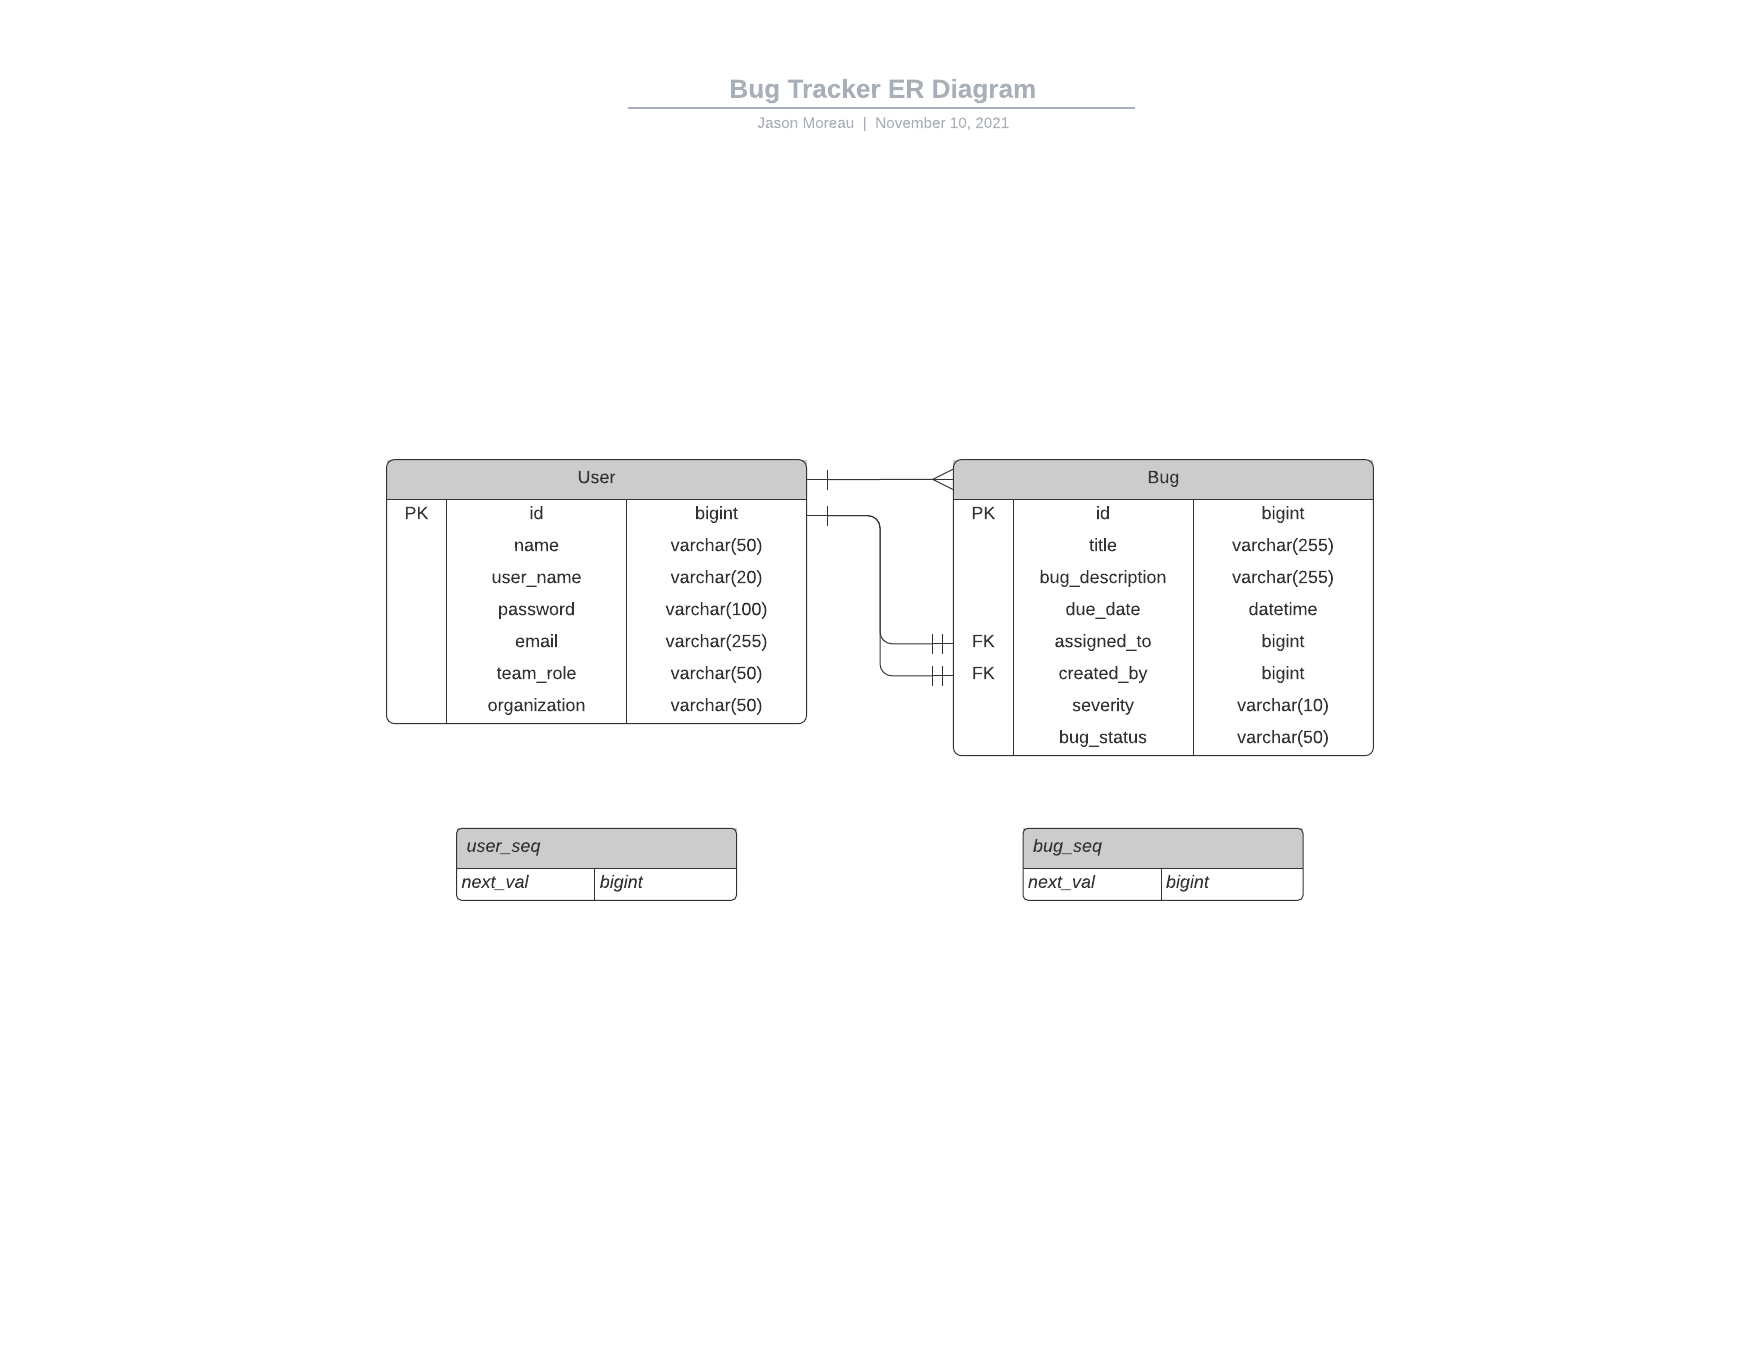 Bug Tracker ER Diagram
Jason Moreau | November 10, 2021
User
PK id bigint
name varchar(50)
user_name varchar(20)
password varchar(100)
email varchar(255)
team_role varchar(50)
organization varchar(50)
Bug
PK id bigint
title varchar(255)
bug_description varchar(255)
due_date datetime
FK assigned_to bigint
FK created_by bigint
severity varchar(10)
bug_status varchar(50)
user_seq
next_val bigint
bug_seq
next_val bigint